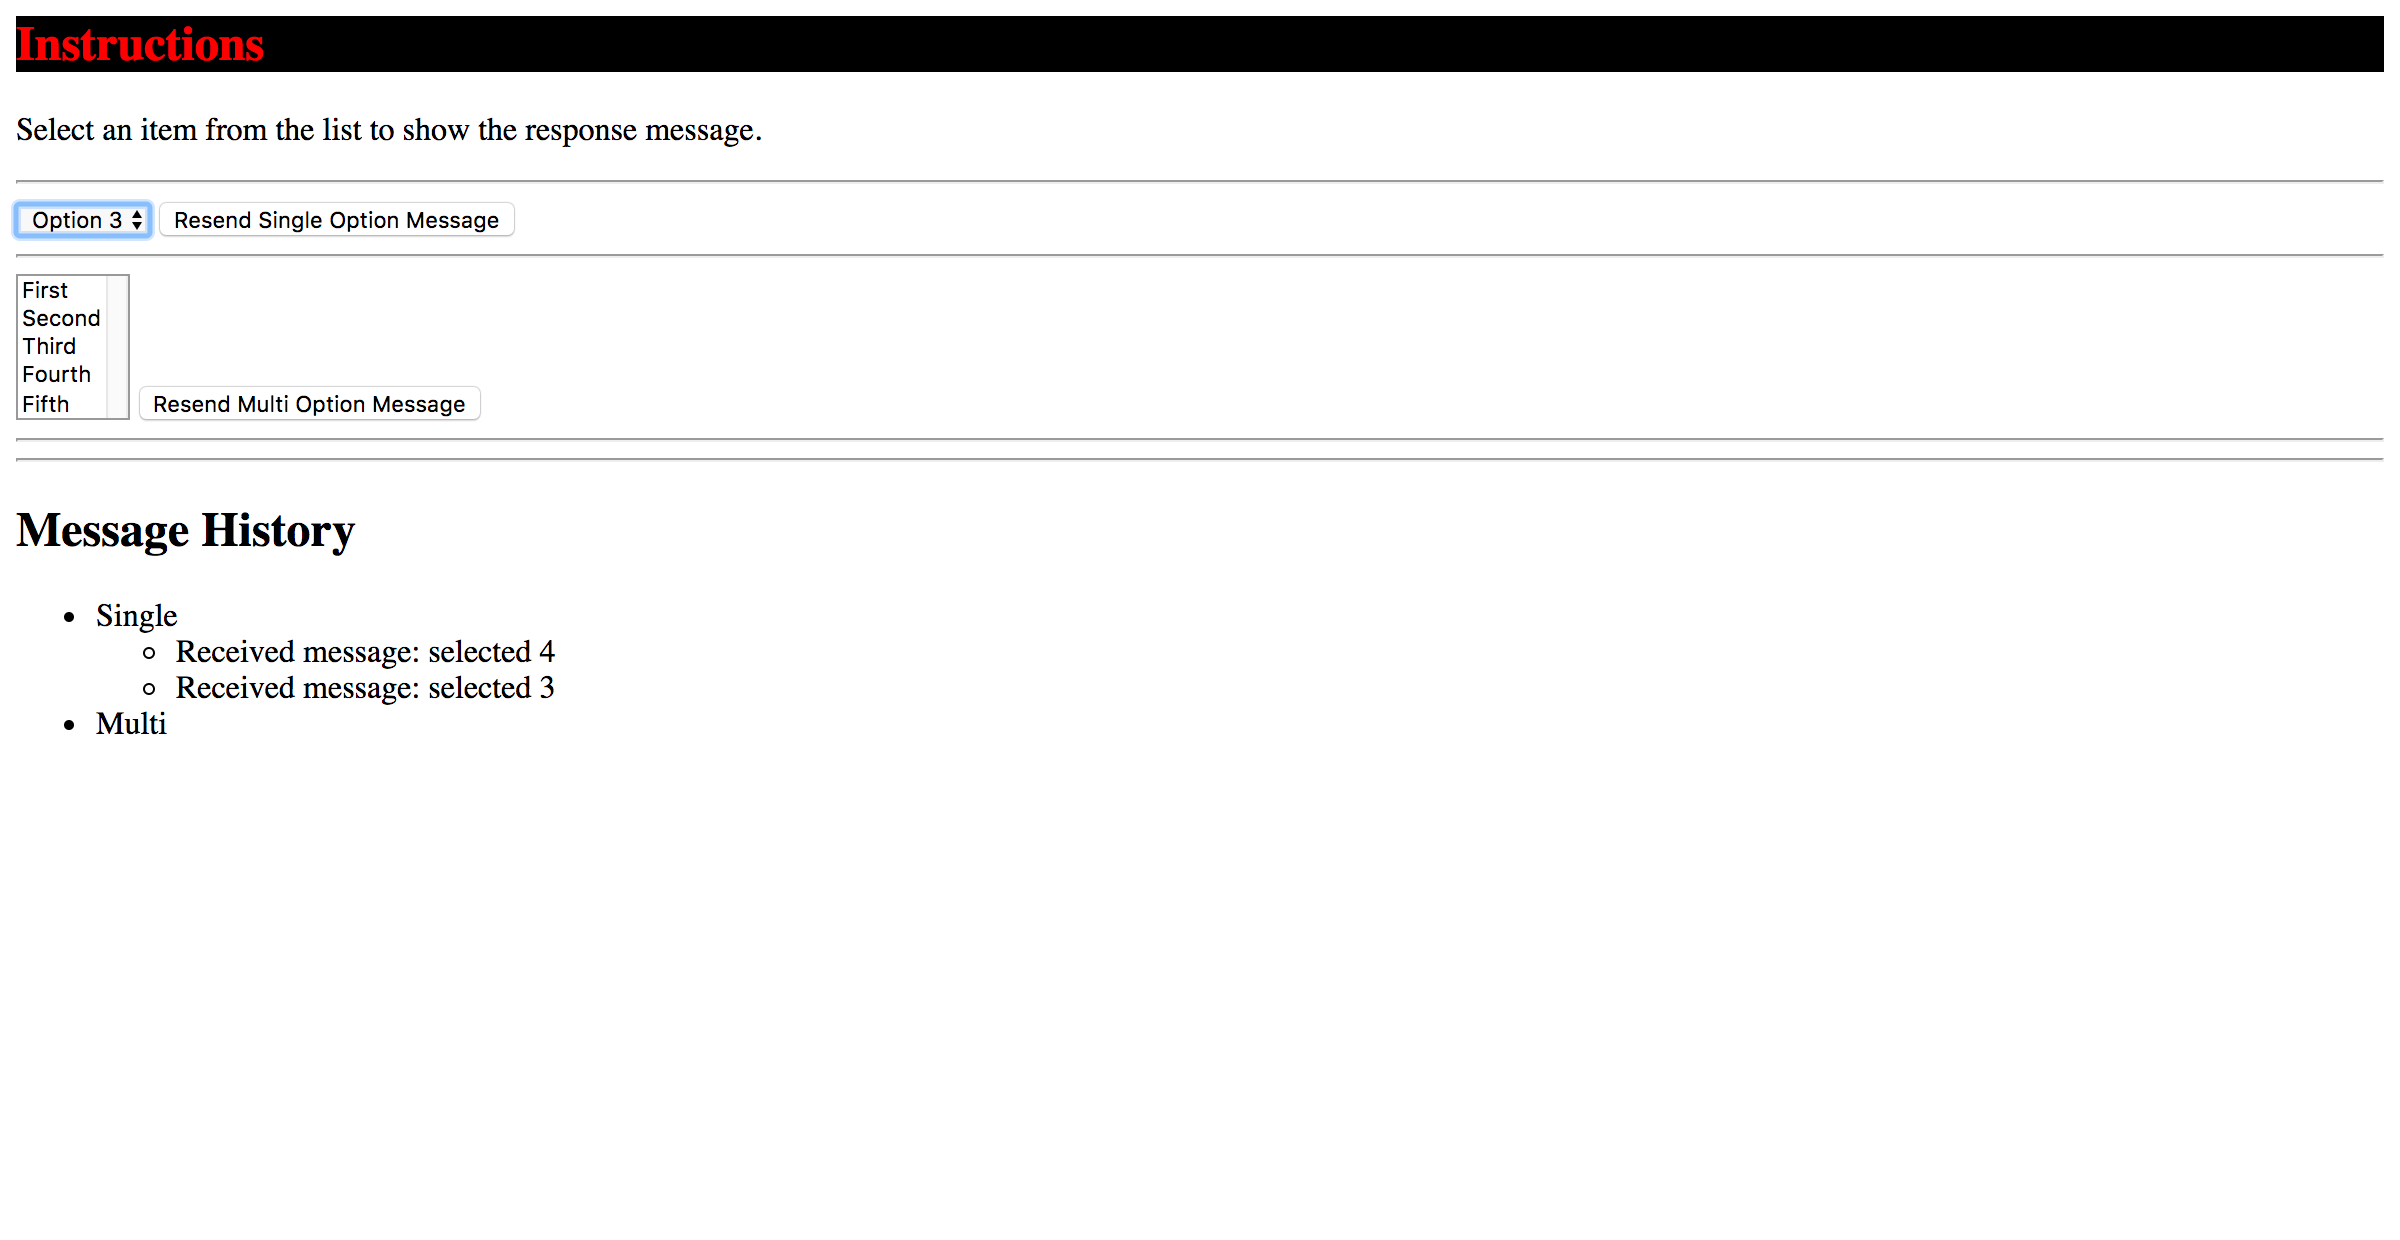 Instructions
Select an item from the list to show the response message.
Option 3 Resend Single Option Message
First
Second
Third
Fourth
Fifth Resend Multi Option Message
Message History
Single
Received message: selected 4
Received message: selected 3
Multi